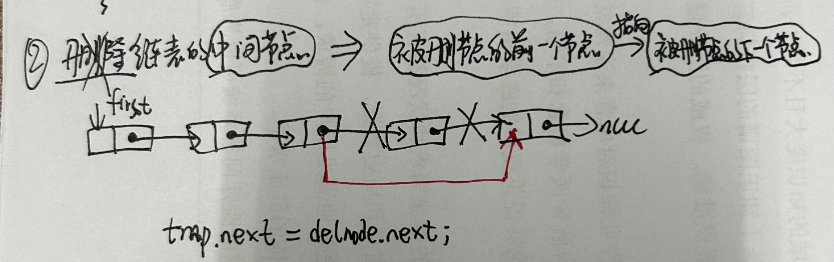 ② 删除链表的中间节点 ⇒ 被删节点的前一个节点 指向→ 被删节点的下一个节点
first
null
tmp.next = delnode.next;